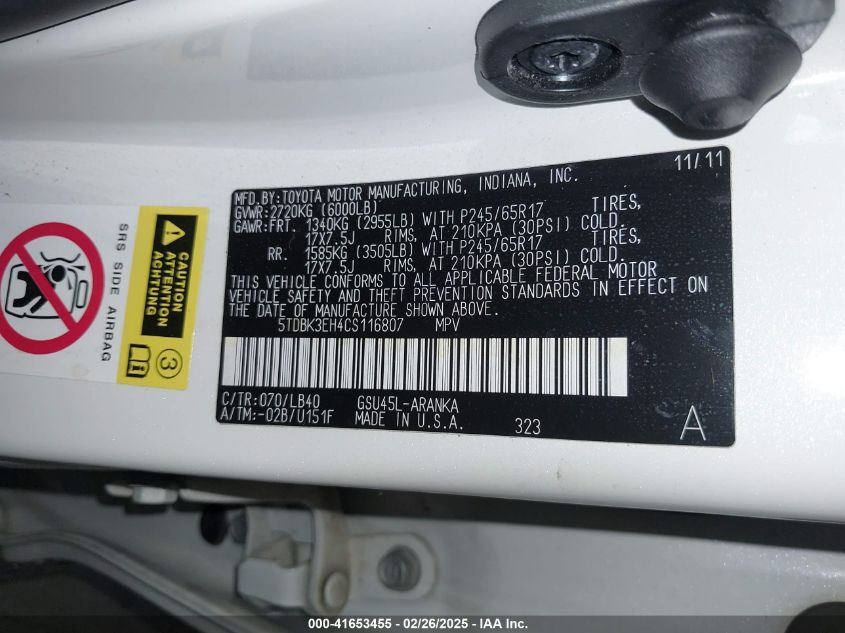 11/11
MFD.BY:TOYOTA MOTOR MANUFACTURING, INDIANA, INC.
GVWR:2720KG (6000LB)
GAWR:FRT. 1340KG (2955LB) WITH P245/65R17 TIRES,
17X7.5J RIMS, AT 210KPA (30PSI) COLD.
RR. 1585KG (3505LB) WITH P245/65R17 TIRES,
17X7.5J RIMS, AT 210KPA (30PSI) COLD.
THIS VEHICLE CONFORMS TO ALL APPLICABLE FEDERAL MOTOR
VEHICLE SAFETY AND THEFT PREVENTION STANDARDS IN EFFECT ON
THE DATE OF MANUFACTURE SHOWN ABOVE.
5TDBK3EH4CS116807 MPV
C/TR:070/LB40 GSU45L-ARANKA
A/TM:-02B/U151F MADE IN U.S.A. 323 A
SRS SIDE AIRBAG
CAUTION
ATTENTION
ACHTUNG
3
000-41653455 - 02/26/2025 - IAA Inc.